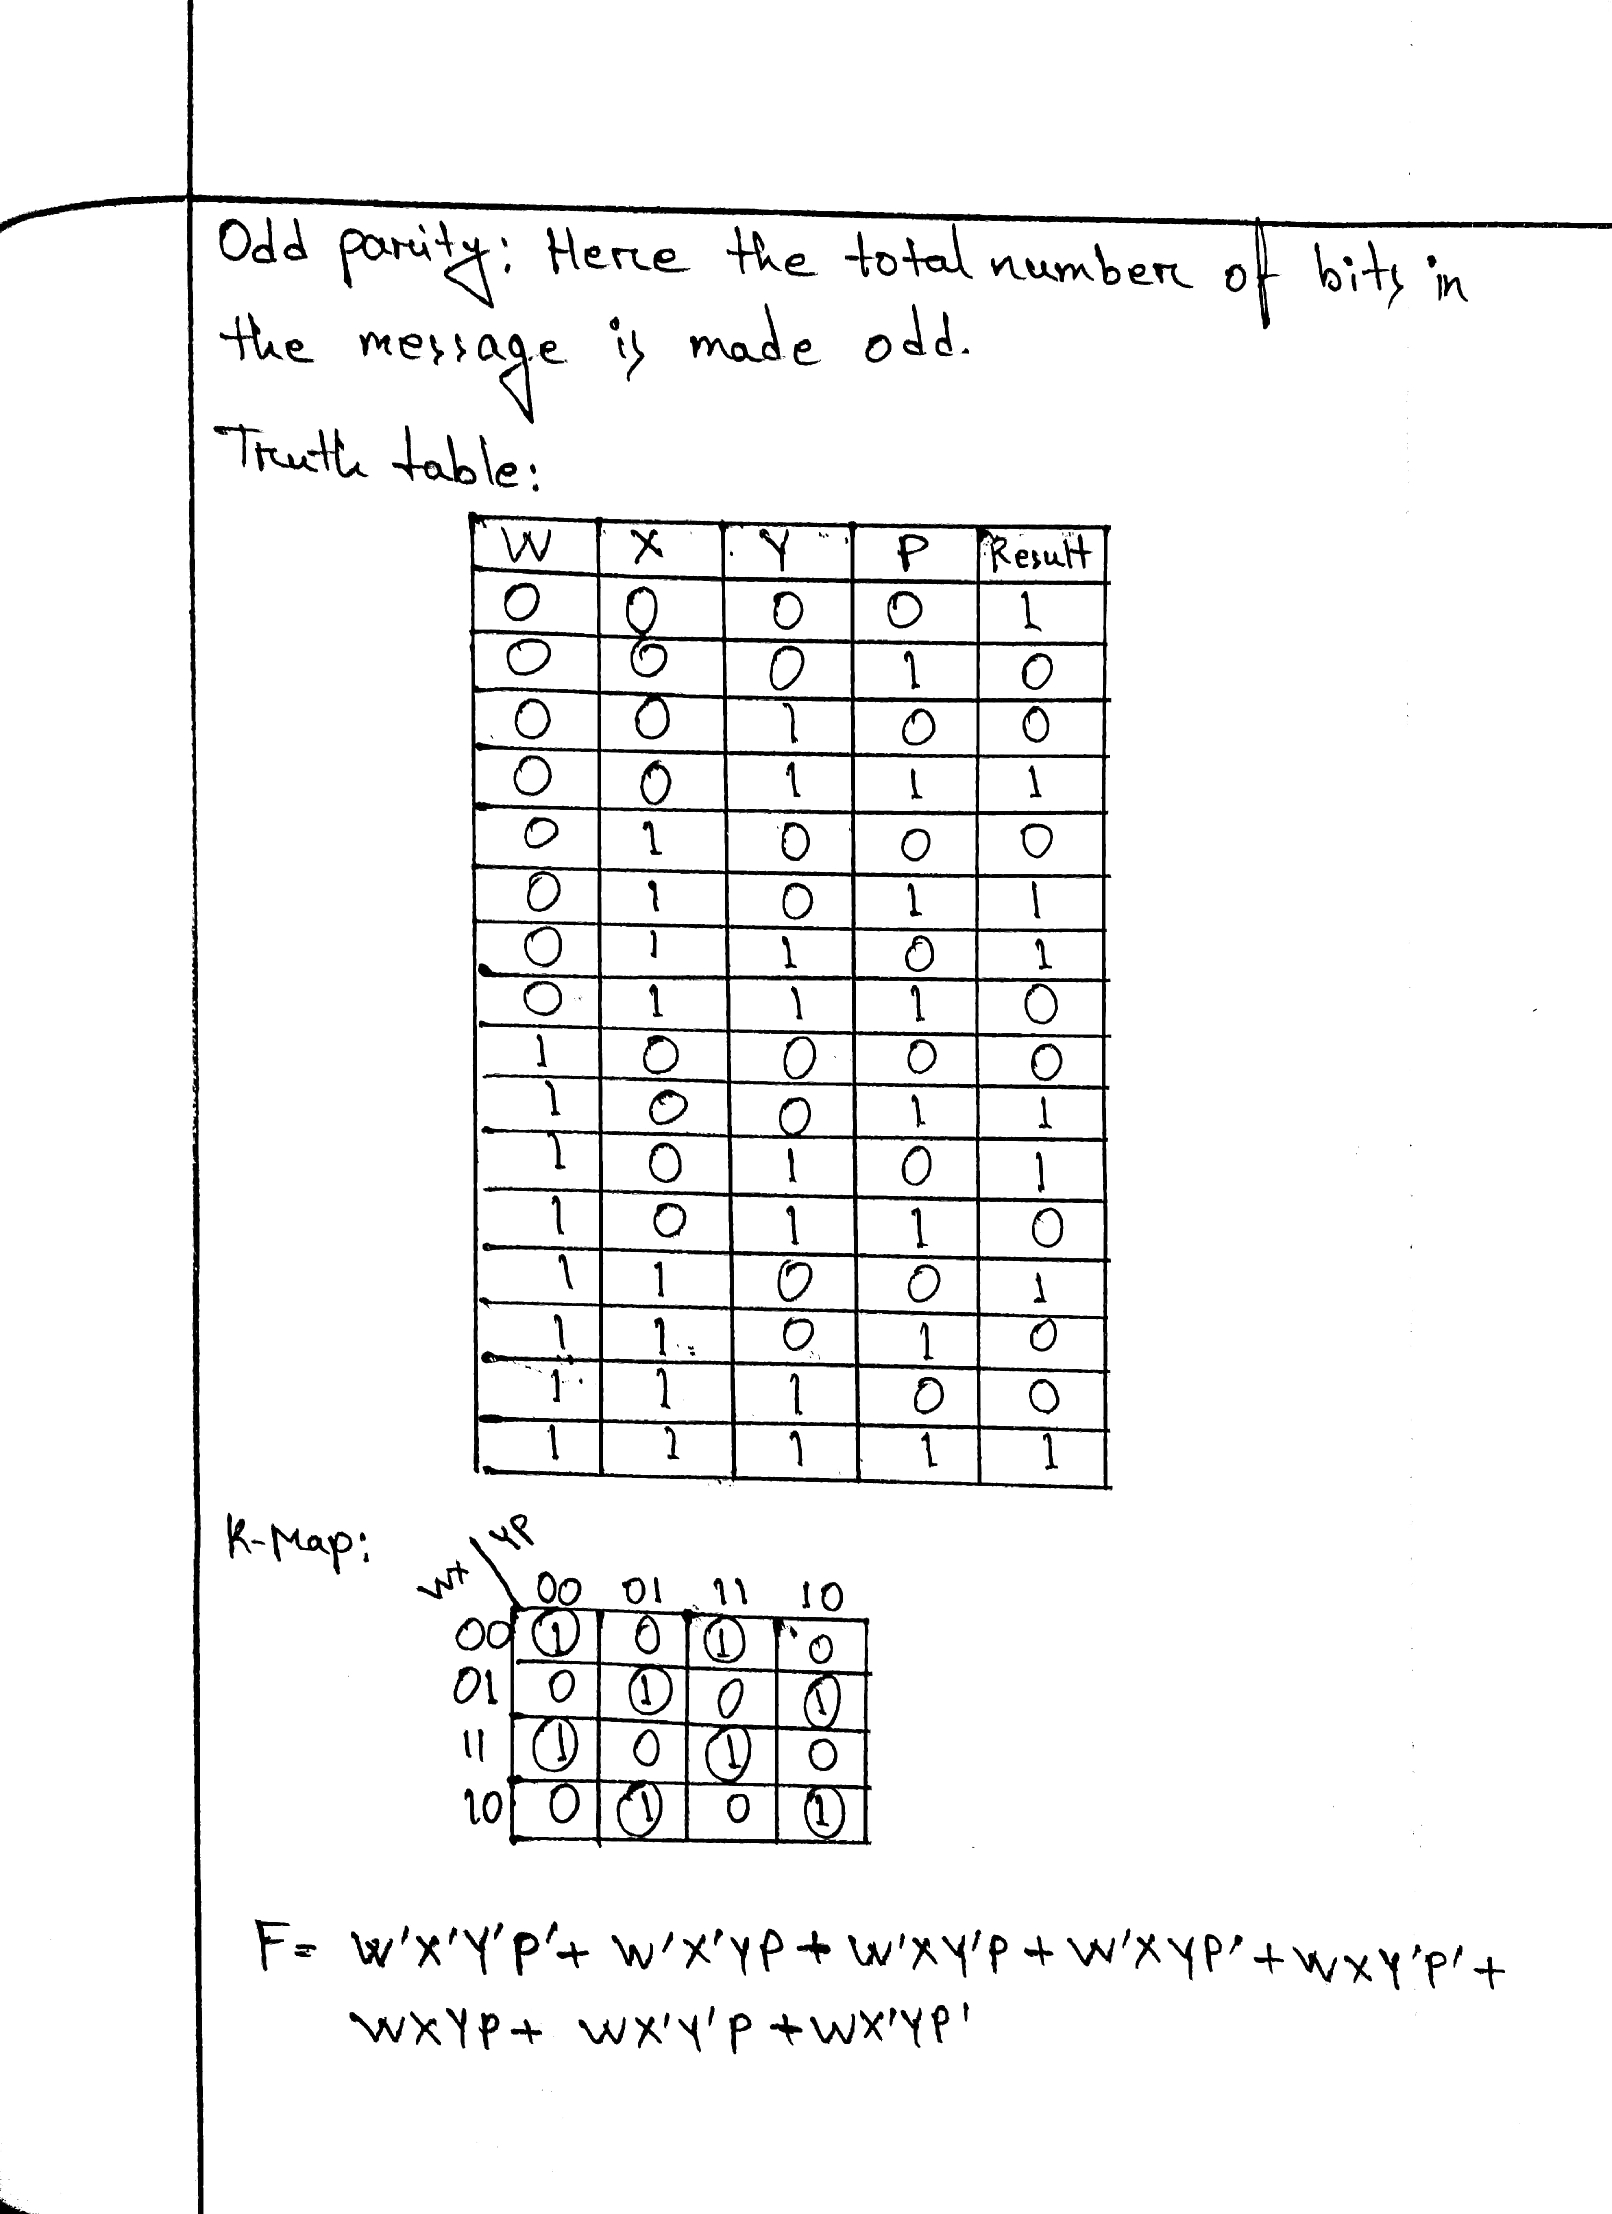 Odd parity: Here the total number of bits in
the message is made odd.
Truth table:
W X Y P Result
0 0 0 0 1
0 0 0 1 0
0 0 1 0 0
0 0 1 1 1
0 1 0 0 0
0 1 0 1 1
0 1 1 0 1
0 1 1 1 0
1 0 0 0 0
1 0 0 1 1
1 0 1 0 1
1 0 1 1 0
1 1 0 0 1
1 1 0 1 0
1 1 1 0 0
1 1 1 1 1
K-Map:
WX YP
00 01 11 10
00 1 0 1 0
01 0 1 0 1
11 1 0 1 0
10 0 1 0 1
F = W'X'Y'P' + W'X'YP + W'XY'P + W'XYP' + WXY'P' +
WXYP + WX'Y'P + WX'YP'